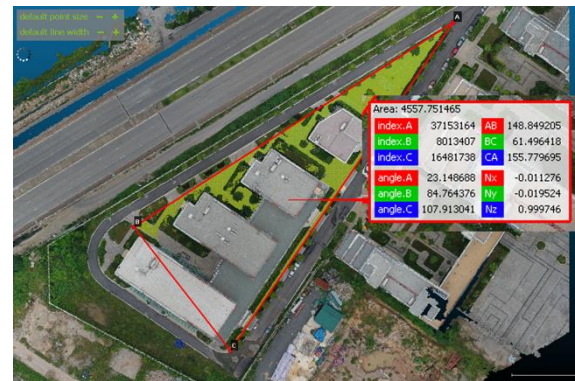 default point size − +
default line width − +
A
Area: 4557.751465
index.A 37153164 AB 148.849205
index.B 8013407 BC 61.496418
index.C 16481738 CA 155.779695
angle.A 23.148688 Nx -0.011276
angle.B 84.764376 Ny -0.019524
angle.C 107.913041 Nz 0.999746
B
C